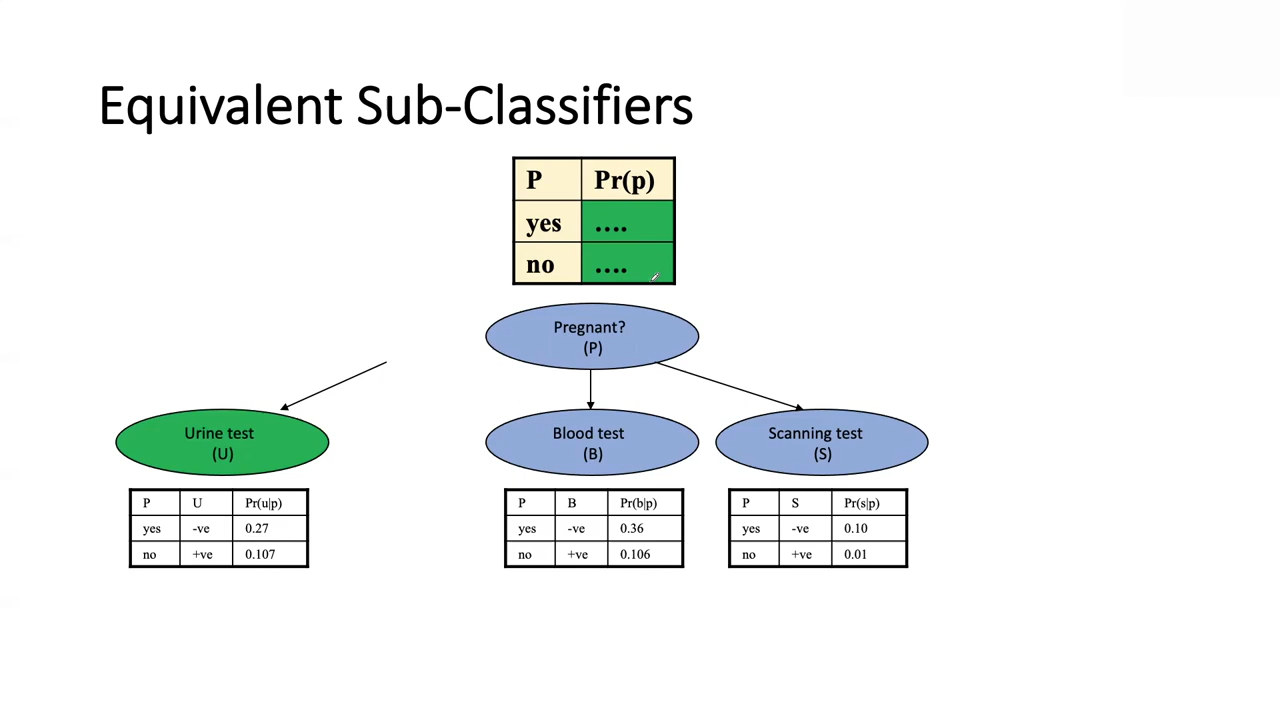 Equivalent Sub-Classifiers
P Pr(p)
yes ....
no ....
Pregnant?
(P)
Urine test
(U)
Blood test
(B)
Scanning test
(S)
P U Pr(u|p)
yes -ve 0.27
no +ve 0.107
P B Pr(b|p)
yes -ve 0.36
no +ve 0.106
P S Pr(s|p)
yes -ve 0.10
no +ve 0.01